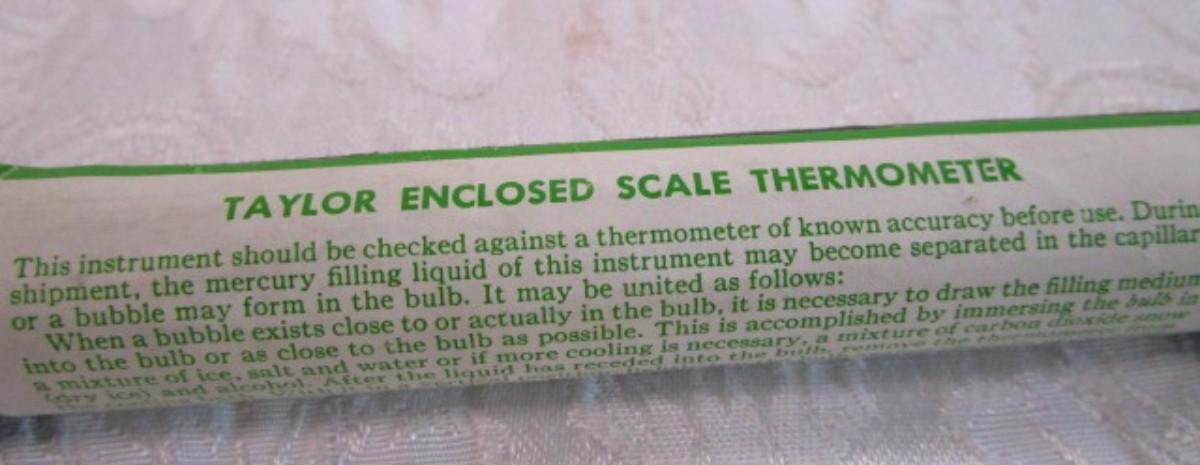 TAYLOR ENCLOSED SCALE THERMOMETER
This instrument should be checked against a thermometer of known accuracy before use. Durin
shipment, the mercury filling liquid of this instrument may become separated in the capillar
or a bubble may form in the bulb. It may be united as follows:
When a bubble exists close to or actually in the bulb, it is necessary to draw the filling medium
into the bulb or as close to the bulb as possible. This is accomplished by immersing the bulb in
a mixture of ice, salt and water or if more cooling is necessary, a mixture of carbon dioxide snow
(dry ice) and alcohol. After the liquid has receded into the bulb, remove the